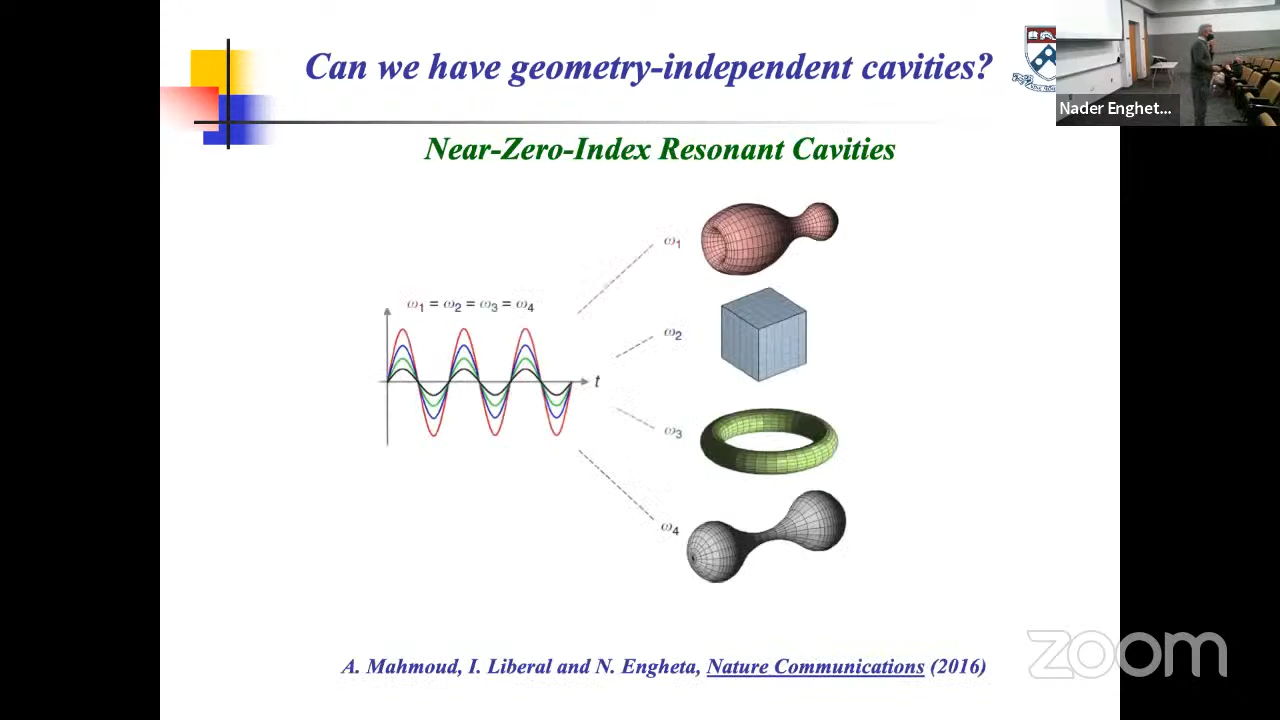 Can we have geometry-independent cavities?
Nader Enghet...
Near-Zero-Index Resonant Cavities
ω1
ω1 = ω2 = ω3 = ω4
ω2
t
ω3
ω4
A. Mahmoud, I. Liberal and N. Engheta, Nature Communications (2016)
zoom